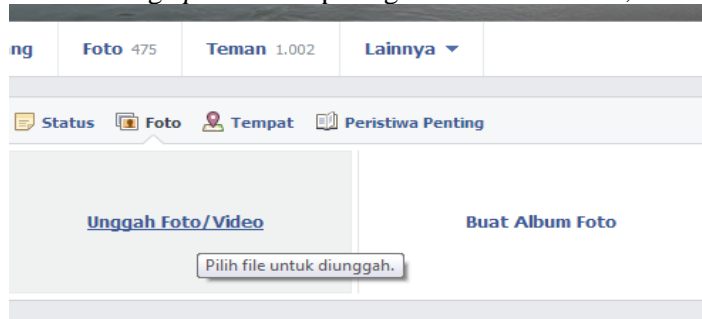 ng Foto 475 Teman 1.002 Lainnya
Status Foto Tempat Peristiwa Penting
Unggah Foto/Video Buat Album Foto
Pilih file untuk diunggah.